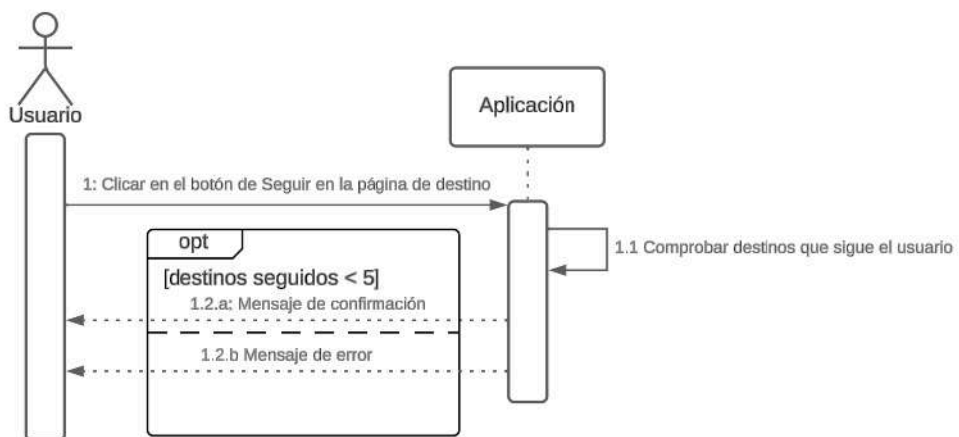 Usuario
Aplicación
1: Clicar en el botón de Seguir en la página de destino
opt
1.1 Comprobar destinos que sigue el usuario
[destinos seguidos < 5]
1.2.a: Mensaje de confirmación
1.2.b Mensaje de error